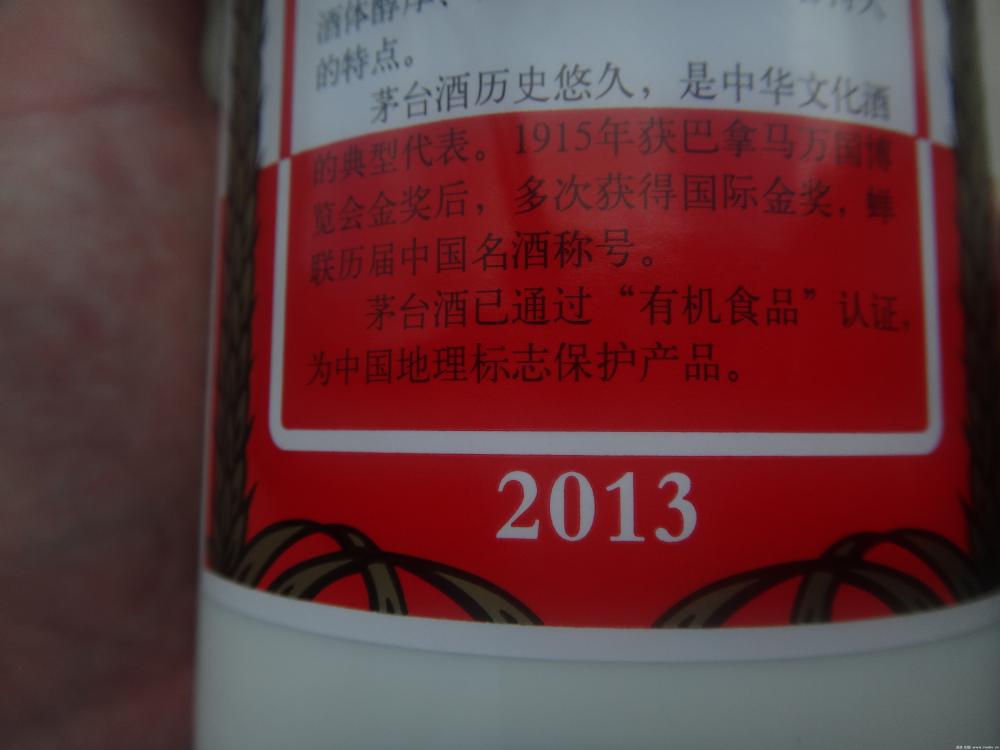 酒体醇厚、
的特点。
茅台酒历史悠久，是中华文化酒
的典型代表。1915年获巴拿马万国博
览会金奖后，多次获得国际金奖，蝉
联历届中国名酒称号。
茅台酒已通过“有机食品”认证，
为中国地理标志保护产品。
2013